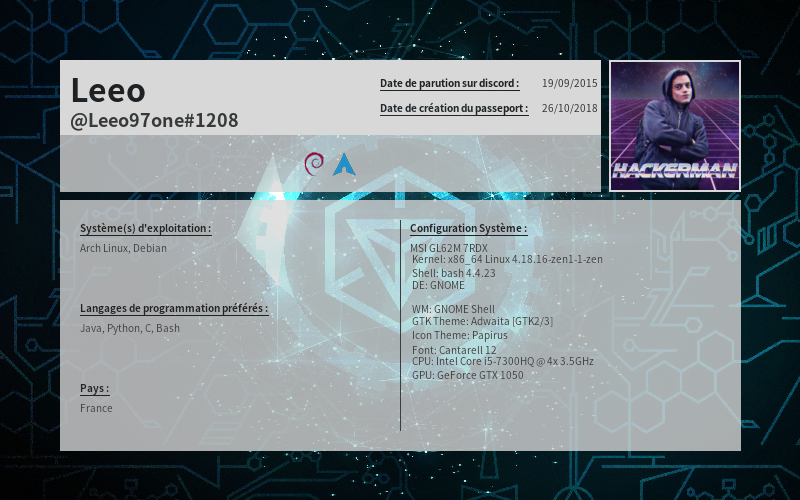 Leeo
@Leeo97one#1208
Date de parution sur discord : 19/09/2015
Date de création du passeport : 26/10/2018
HACKERMAN
Système(s) d'exploitation :
Arch Linux, Debian
Langages de programmation préférés :
Java, Python, C, Bash
Pays :
France
Configuration Système :
MSI GL62M 7RDX
Kernel: x86_64 Linux 4.18.16-zen1-1-zen
Shell: bash 4.4.23
DE: GNOME
WM: GNOME Shell
GTK Theme: Adwaita [GTK2/3]
Icon Theme: Papirus
Font: Cantarell 12
CPU: Intel Core i5-7300HQ @ 4x 3.5GHz
GPU: GeForce GTX 1050